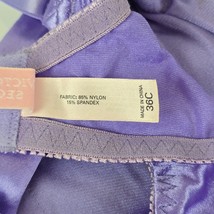 FABRIC: 85% NYLON
15% SPANDEX
MADE IN CHINA
36C